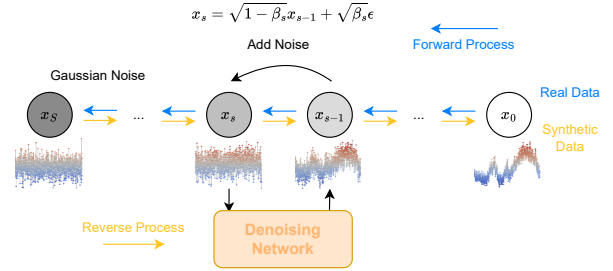 x_s = √(1 − β_s) x_{s−1} + √(β_s) ϵ
Forward Process
Add Noise
Gaussian Noise
Real Data
x_S
...
x_s
x_{s−1}
...
x_0
Synthetic
Data
Reverse Process
Denoising
Network